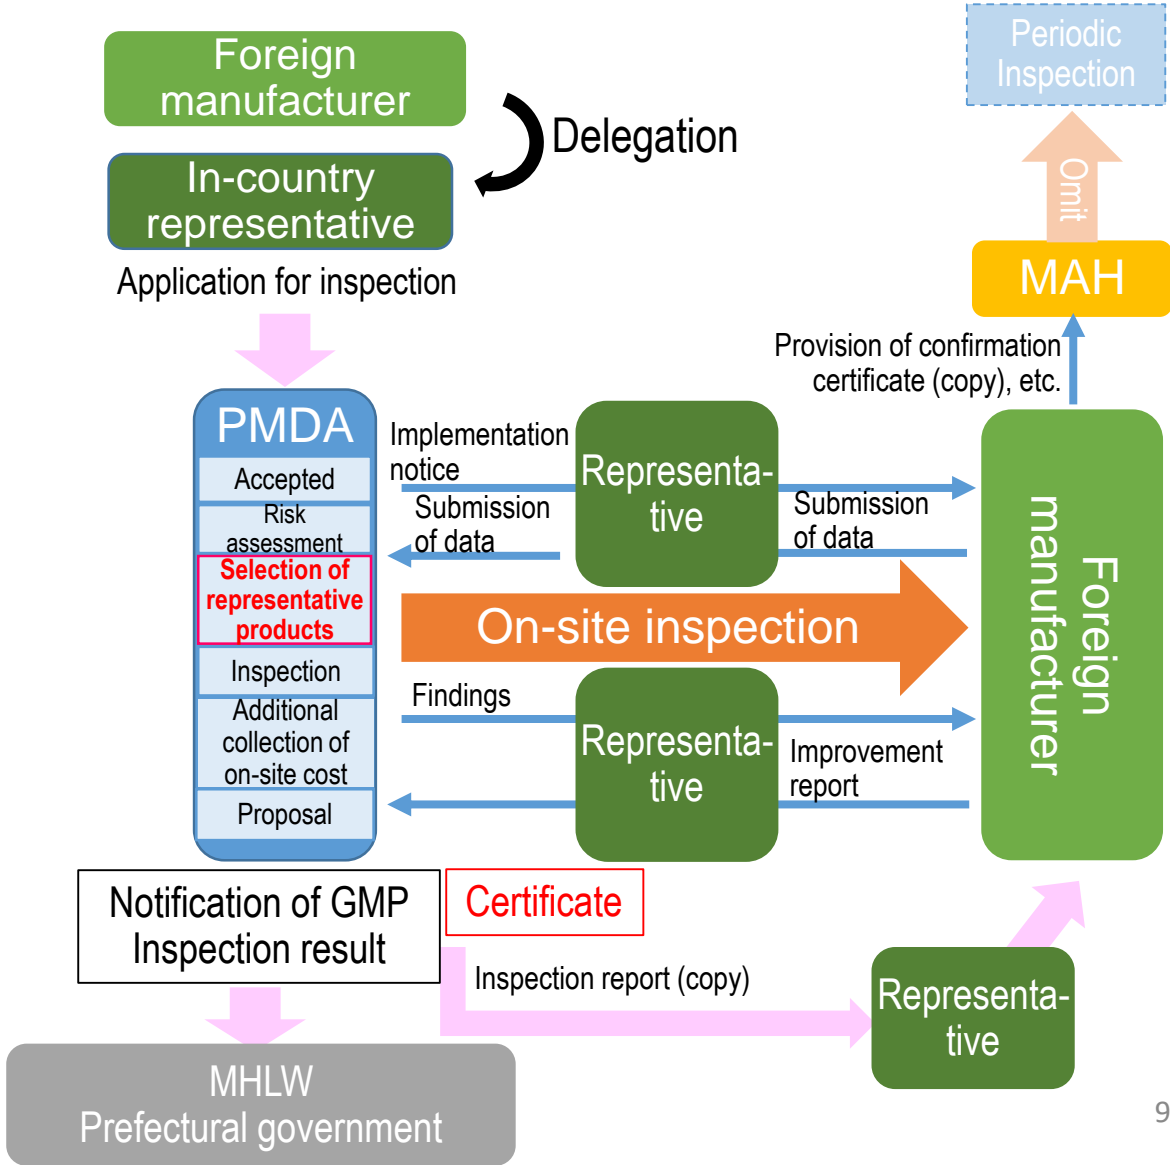 Foreign
manufacturer
Delegation
In-country
representative
Application for inspection
Periodic
Inspection
Omit
MAH
Provision of confirmation
certificate (copy), etc.
PMDA
Accepted
Risk
assessment
Selection of
representative
products
Inspection
Additional
collection of
on-site cost
Proposal
Implementation
notice
Submission
of data
Representa-
tive
Submission
of data
On-site inspection
Findings
Representa-
tive
Improvement
report
Foreign
manufacturer
Notification of GMP
Inspection result
Certificate
Inspection report (copy)
Representa-
tive
MHLW
Prefectural government
9